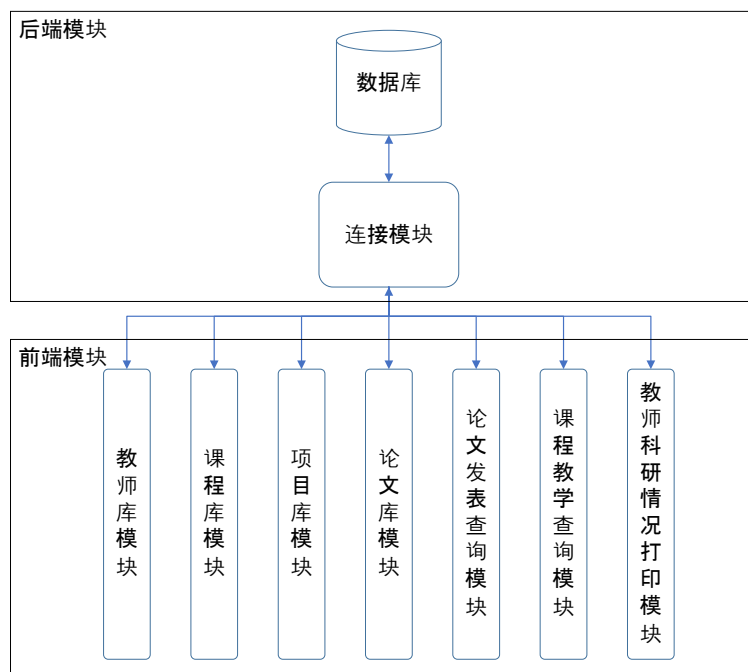 后端模块
数据库
连接模块
前端模块
教师库模块
课程库模块
项目库模块
论文库模块
论文发表查询模块
课程教学查询模块
教师科研情况打印模块